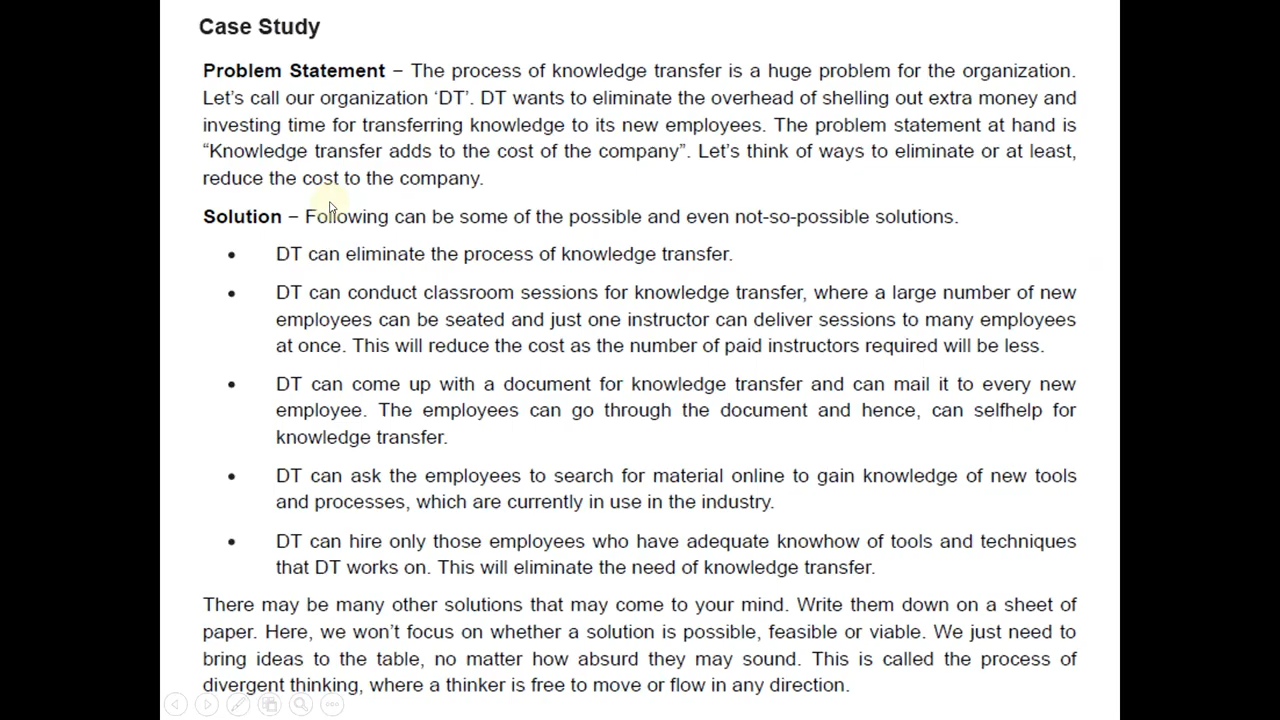 Case Study
Problem Statement − The process of knowledge transfer is a huge problem for the organization.
Let’s call our organization ‘DT’. DT wants to eliminate the overhead of shelling out extra money and
investing time for transferring knowledge to its new employees. The problem statement at hand is
“Knowledge transfer adds to the cost of the company”. Let’s think of ways to eliminate or at least,
reduce the cost to the company.
Solution − Following can be some of the possible and even not-so-possible solutions.
• DT can eliminate the process of knowledge transfer.
• DT can conduct classroom sessions for knowledge transfer, where a large number of new
employees can be seated and just one instructor can deliver sessions to many employees
at once. This will reduce the cost as the number of paid instructors required will be less.
• DT can come up with a document for knowledge transfer and can mail it to every new
employee. The employees can go through the document and hence, can selfhelp for
knowledge transfer.
• DT can ask the employees to search for material online to gain knowledge of new tools
and processes, which are currently in use in the industry.
• DT can hire only those employees who have adequate knowhow of tools and techniques
that DT works on. This will eliminate the need of knowledge transfer.
There may be many other solutions that may come to your mind. Write them down on a sheet of
paper. Here, we won’t focus on whether a solution is possible, feasible or viable. We just need to
bring ideas to the table, no matter how absurd they may sound. This is called the process of
divergent thinking, where a thinker is free to move or flow in any direction.